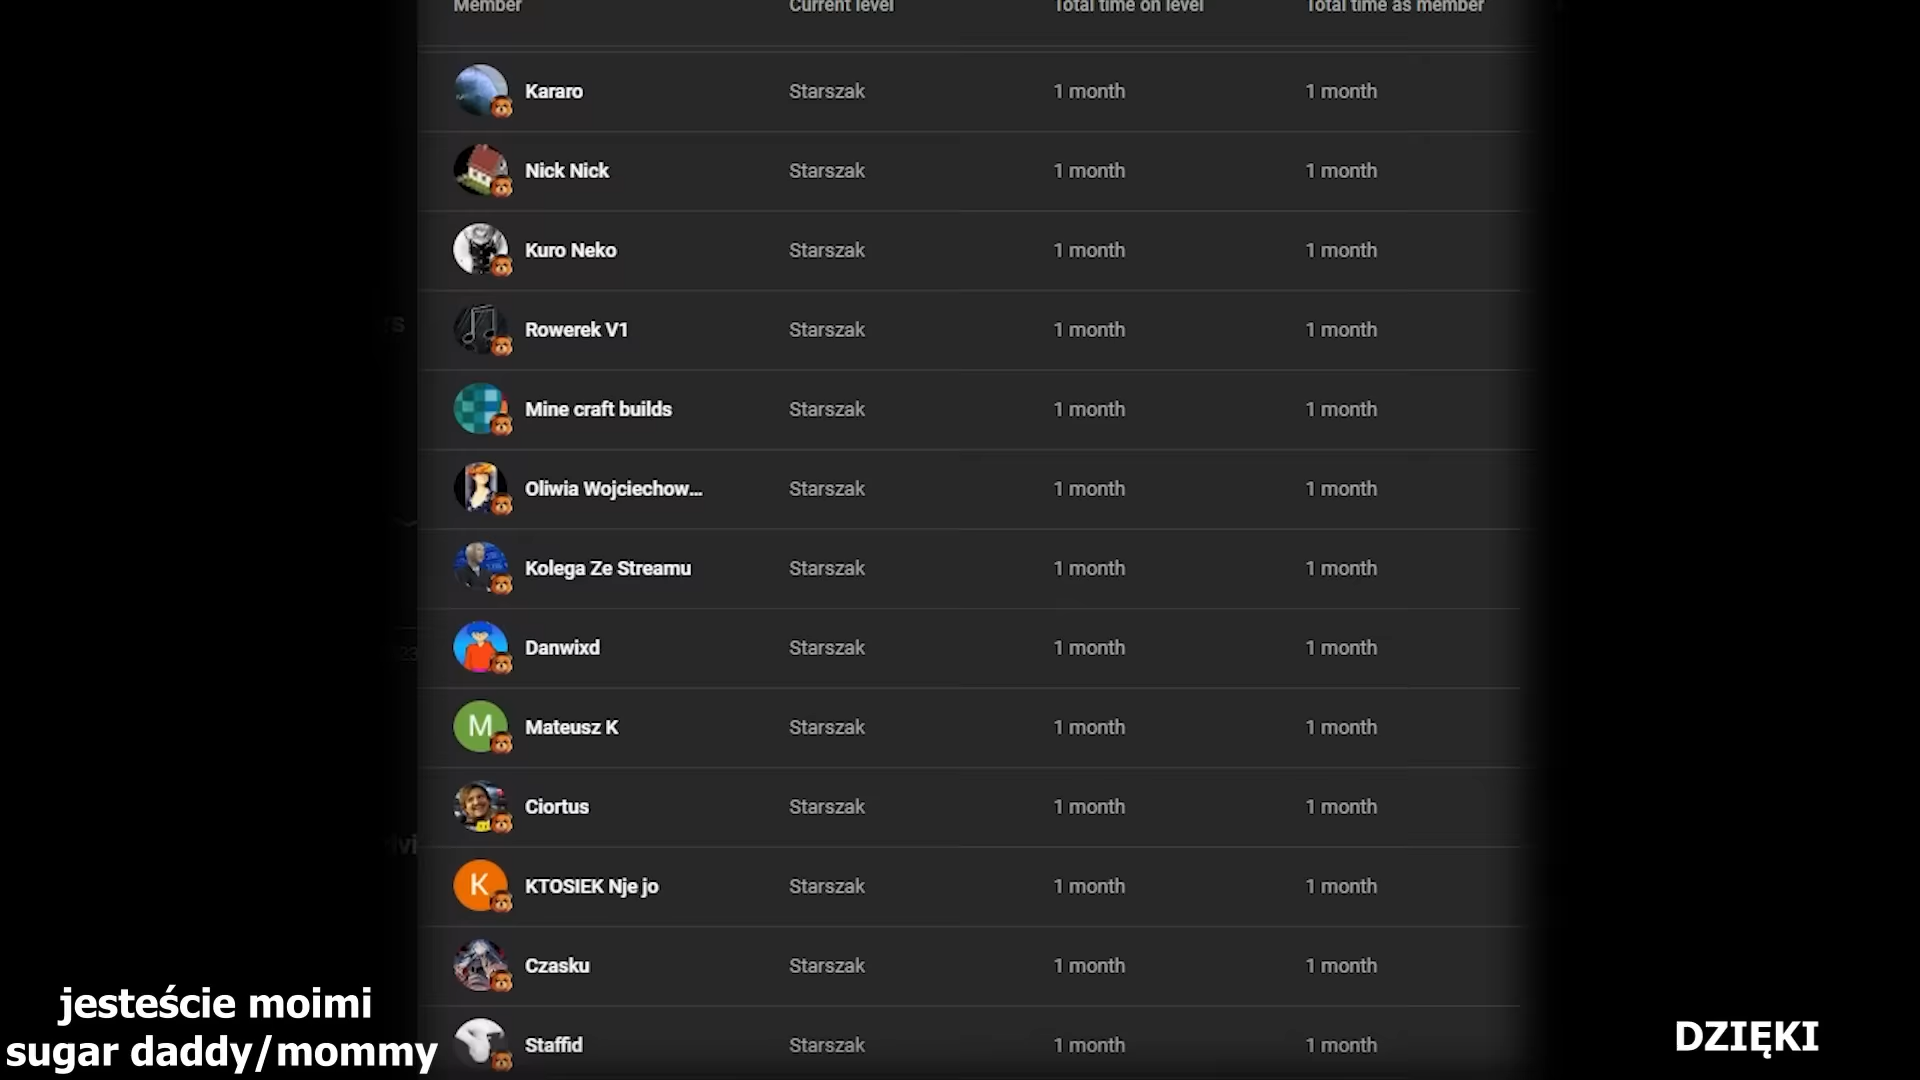 Member Current level Total time on level Total time as member
Kararo Starszak 1 month 1 month
Nick Nick Starszak 1 month 1 month
Kuro Neko Starszak 1 month 1 month
rs
Rowerek V1 Starszak 1 month 1 month
Mine craft builds Starszak 1 month 1 month
Oliwia Wojciechow... Starszak 1 month 1 month
Kolega Ze Streamu Starszak 1 month 1 month
Danwixd Starszak 1 month 1 month
23
M Mateusz K Starszak 1 month 1 month
Ciortus Starszak 1 month 1 month
K KTOSIEK Nje jo Starszak 1 month 1 month
Czasku Starszak 1 month 1 month
Staffid Starszak 1 month 1 month
jesteście moimi
sugar daddy/mommy
DZIĘKI